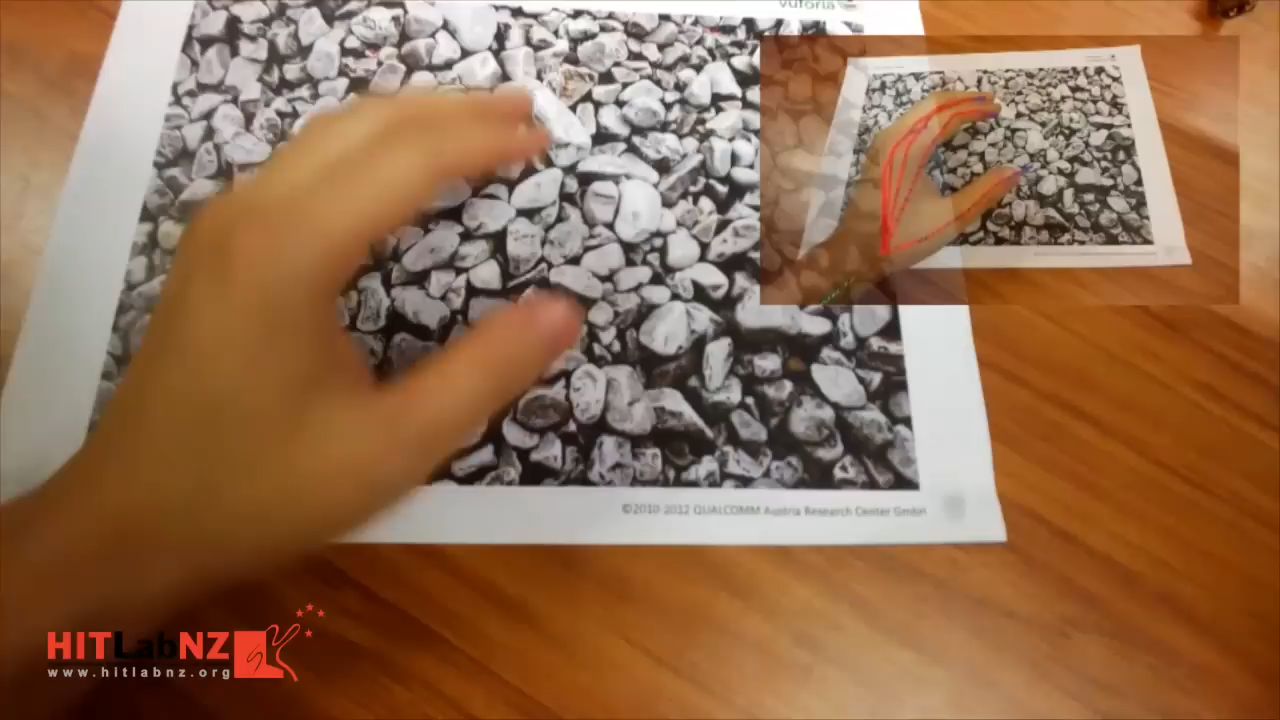 vuforia
©2010-2012 QUALCOMM Austria Research Center GmbH
HITLabNZ
www.hitlabnz.org